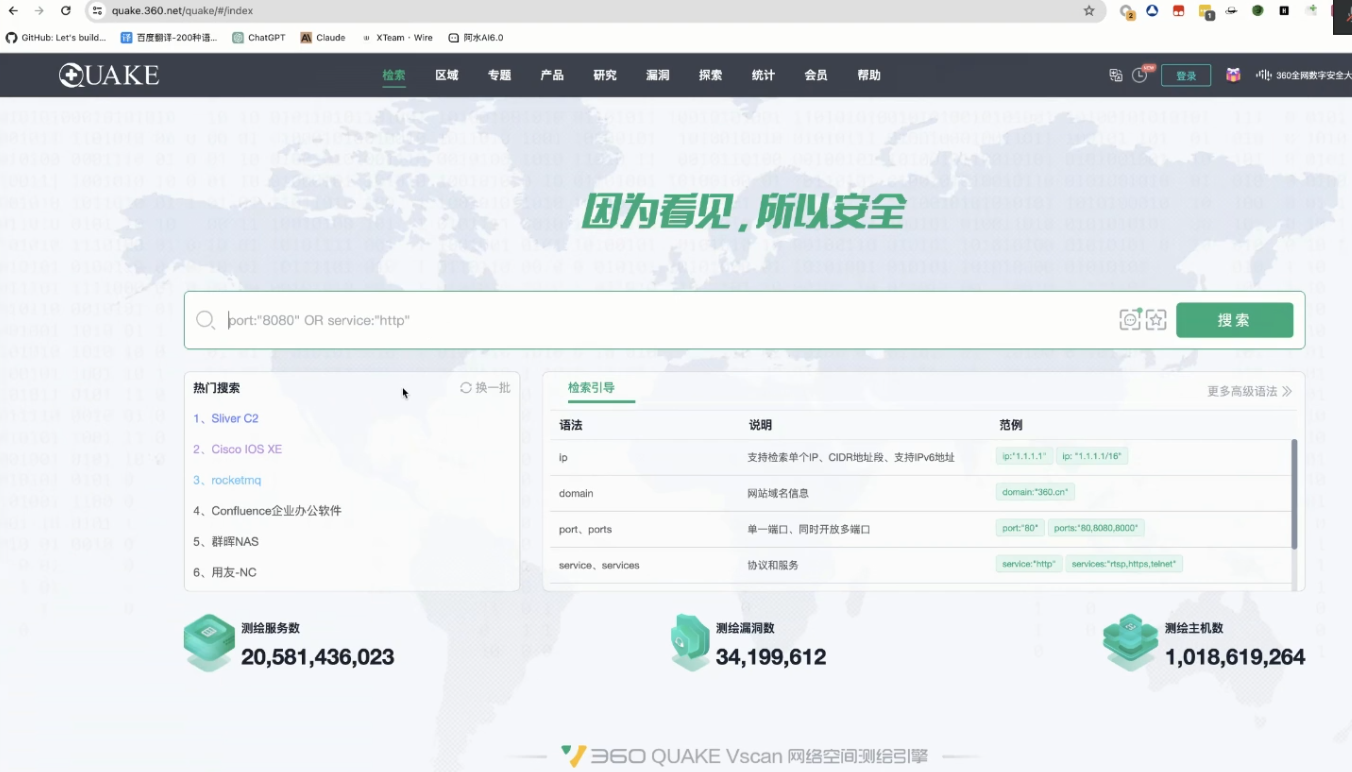 quake.360.net/quake/#/index
GitHub: Let's build...
百度翻译-200种语...
ChatGPT
Claude
XTeam · Wire
阿水AI6.0
QUAKE
检索 区域 专题 产品 研究 漏洞 探索 统计 会员 帮助
NEW
登录
360全网数字安全大
因为看见,所以安全
port:"8080" OR service:"http"
搜索
热门搜索
换一批
1、Sliver C2
2、Cisco IOS XE
3、rocketmq
4、Confluence企业办公软件
5、群晖NAS
6、用友-NC
检索引导
更多高级语法
语法 说明 范例
ip 支持检索单个IP、CIDR地址段、支持IPv6地址 ip:"1.1.1.1" ip: "1.1.1.1/16"
domain 网站域名信息 domain:"360.cn"
port、ports 单一端口、同时开放多端口 port:"80" ports:"80,8080,8000"
service、services 协议和服务 service:"http" services:"rtsp,https,telnet"
测绘服务数
20,581,436,023
测绘漏洞数
34,199,612
测绘主机数
1,018,619,264
360 QUAKE Vscan 网络空间测绘引擎